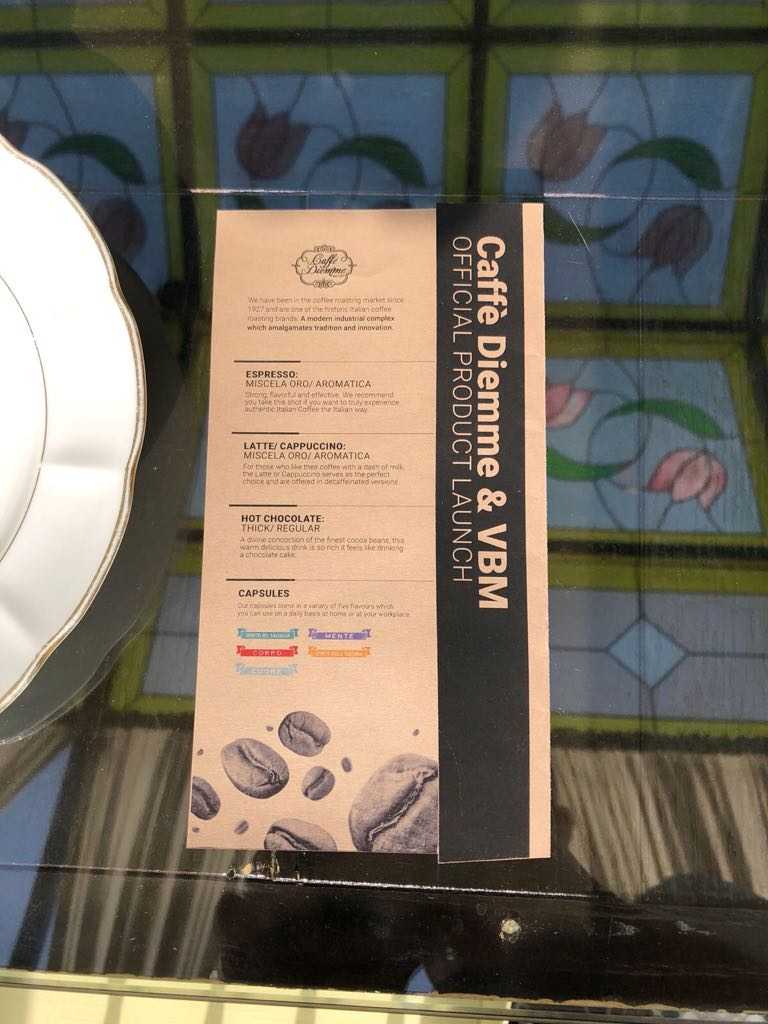 Caffè
Diemme
We have been in the coffee roasting market since
1927 and are one of the historic Italian coffee
roasting brands. A modern industrial complex
which amalgamates tradition and innovation.
ESPRESSO:
MISCELA ORO/ AROMATICA
Strong, flavorful and effective. We recommend
you take this shot if you want to truly experience
authentic Italian Coffee the Italian way.
LATTE/ CAPPUCCINO:
MISCELA ORO/ AROMATICA
For those who like their coffee with a dash of milk,
the Latte or Cappuccino serves as the perfect
choice and are offered in decaffeinated versions.
HOT CHOCOLATE:
THICK/ REGULAR
A divine concoction of the finest cocoa beans, this
warm delicious drink is so rich it feels like drinking
a chocolate cake.
CAPSULES
Our capsules come in a variety of five flavours which
you can use on a daily basis at home or at your workplace.
MENTE
CORPO
CUORE
Caffè Diemme & VBM
OFFICIAL PRODUCT LAUNCH